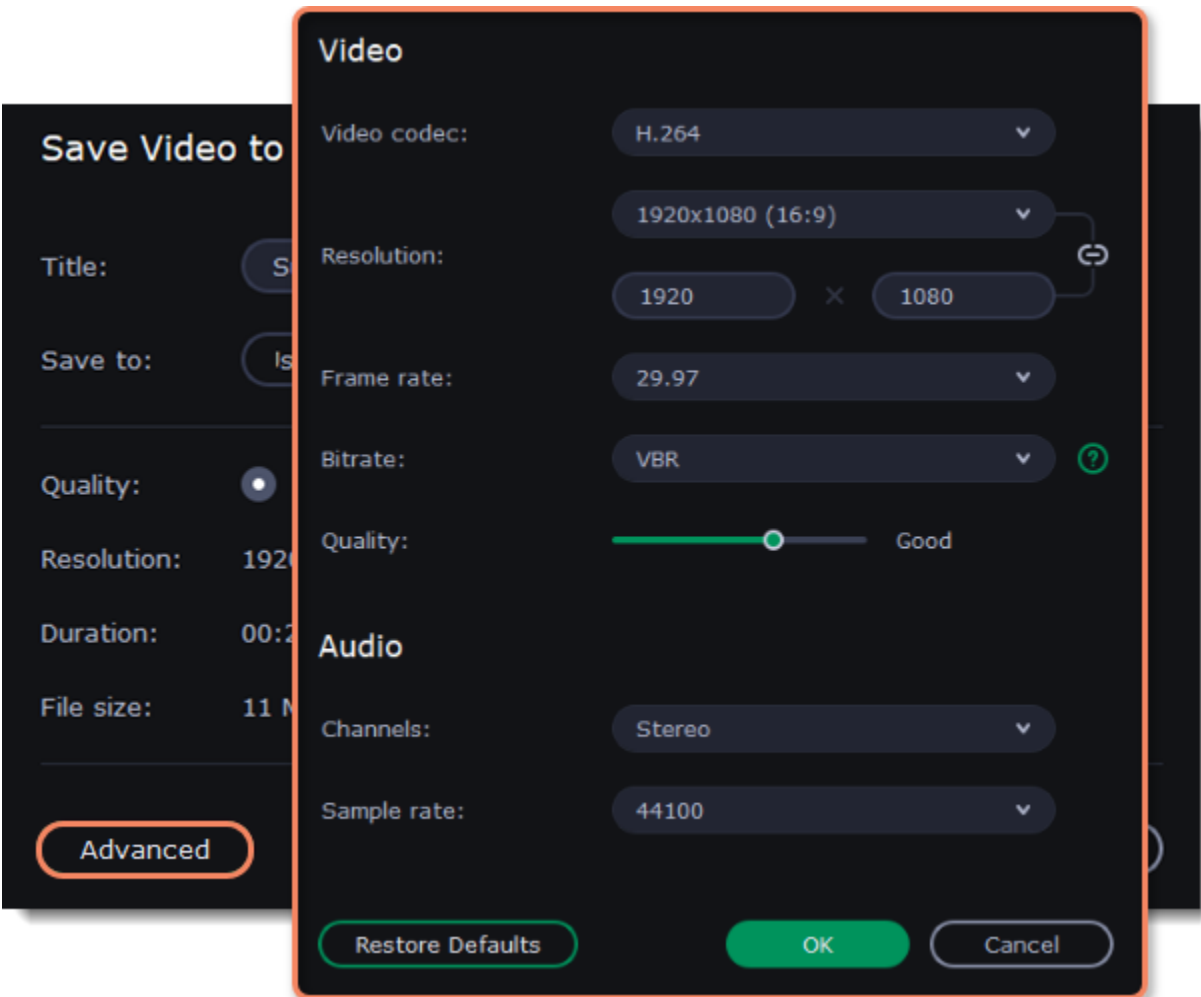 Video
Video codec: H.264
1920x1080 (16:9)
Resolution:
1920 × 1080
Frame rate: 29.97
Bitrate: VBR ?
Quality: Good
Audio
Channels: Stereo
Sample rate: 44100
Restore Defaults OK Cancel
Save Video to
Title:
Save to:
Quality:
Resolution:
Duration:
File size: 11
Advanced